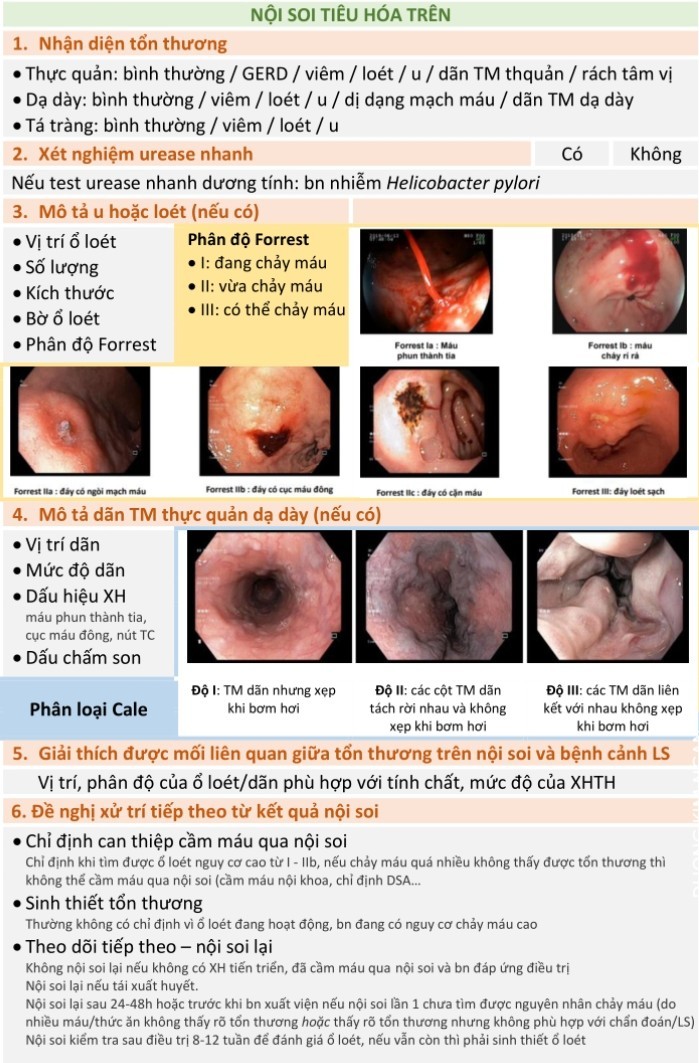 NỘI SOI TIÊU HÓA TRÊN
1. Nhận diện tổn thương
• Thực quản: bình thường / GERD / viêm / loét / u / dãn TM thquản / rách tâm vị
• Dạ dày: bình thường / viêm / loét / u / dị dạng mạch máu / dãn TM dạ dày
• Tá tràng: bình thường / viêm / loét / u
2. Xét nghiệm urease nhanh Có Không
Nếu test urease nhanh dương tính: bn nhiễm Helicobacter pylori
3. Mô tả u hoặc loét (nếu có)
• Vị trí ổ loét
• Số lượng
• Kích thước
• Bờ ổ loét
• Phân độ Forrest
Phân độ Forrest
• I: đang chảy máu
• II: vừa chảy máu
• III: có thể chảy máu
Forrest Ia : Máu
phun thành tia
Forrest Ib : máu
chảy rỉ rả
Forrest IIa : đáy có ngòi mạch máu
Forrest IIb : đáy có cục máu đông
Forrest IIc : đáy có cặn máu
Forrest III: đáy loét sạch
4. Mô tả dãn TM thực quản dạ dày (nếu có)
• Vị trí dãn
• Mức độ dãn
• Dấu hiệu XH
máu phun thành tia,
cục máu đông, nút TC
• Dấu chấm son
Phân loại Cale
Độ I: TM dãn nhưng xẹp
khi bơm hơi
Độ II: các cột TM dãn
tách rời nhau và không
xẹp khi bơm hơi
Độ III: các TM dãn liên
kết với nhau không xẹp
khi bơm hơi
5. Giải thích được mối liên quan giữa tổn thương trên nội soi và bệnh cảnh LS
Vị trí, phân độ của ổ loét/dãn phù hợp với tính chất, mức độ của XHTH
6. Đề nghị xử trí tiếp theo từ kết quả nội soi
• Chỉ định can thiệp cầm máu qua nội soi
Chỉ định khi tìm được ổ loét nguy cơ cao từ I - IIb, nếu chảy máu quá nhiều không thấy được tổn thương thì
không thể cầm máu qua nội soi (cầm máu nội khoa, chỉ định DSA…
• Sinh thiết tổn thương
Thường không có chỉ định vì ổ loét đang hoạt động, bn đang có nguy cơ chảy máu cao
• Theo dõi tiếp theo – nội soi lại
Không nội soi lại nếu không có XH tiến triển, đã cầm máu qua nội soi và bn đáp ứng điều trị
Nội soi lại nếu tái xuất huyết.
Nội soi lại sau 24-48h hoặc trước khi bn xuất viện nếu nội soi lần 1 chưa tìm được nguyên nhân chảy máu (do
nhiều máu/thức ăn không thấy rõ tổn thương hoặc thấy rõ tổn thương nhưng không phù hợp với chẩn đoán/LS)
Nội soi kiểm tra sau điều trị 8-12 tuần để đánh giá ổ loét, nếu vẫn còn thì phải sinh thiết ổ loét